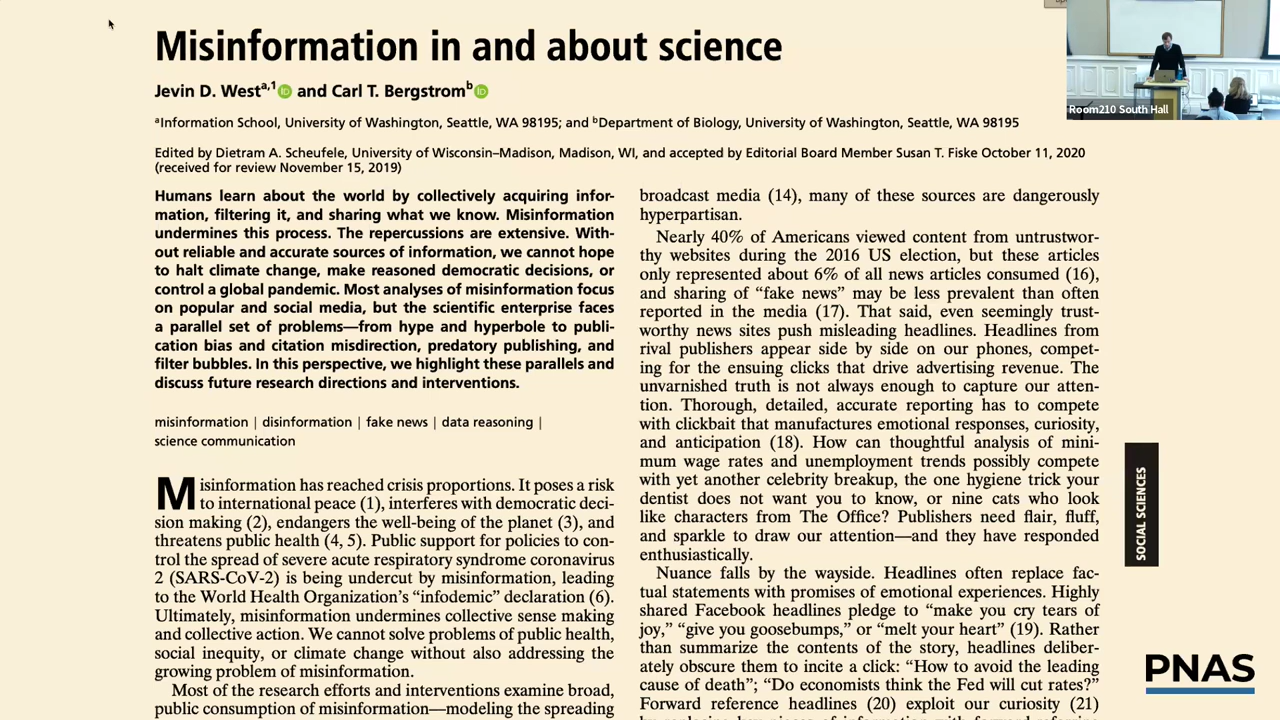 Misinformation in and about science
Jevin D. Westa,1 iD and Carl T. Bergstromb iD
aInformation School, University of Washington, Seattle, WA 98195; and bDepartment of Biology, University of Washington, Seattle, WA 98195
Edited by Dietram A. Scheufele, University of Wisconsin–Madison, Madison, WI, and accepted by Editorial Board Member Susan T. Fiske October 11, 2020
(received for review November 15, 2019)
Humans learn about the world by collectively acquiring infor-
mation, filtering it, and sharing what we know. Misinformation
undermines this process. The repercussions are extensive. With-
out reliable and accurate sources of information, we cannot hope
to halt climate change, make reasoned democratic decisions, or
control a global pandemic. Most analyses of misinformation focus
on popular and social media, but the scientific enterprise faces
a parallel set of problems—from hype and hyperbole to publi-
cation bias and citation misdirection, predatory publishing, and
filter bubbles. In this perspective, we highlight these parallels and
discuss future research directions and interventions.
misinformation | disinformation | fake news | data reasoning |
science communication
Misinformation has reached crisis proportions. It poses a risk
to international peace (1), interferes with democratic deci-
sion making (2), endangers the well-being of the planet (3), and
threatens public health (4, 5). Public support for policies to con-
trol the spread of severe acute respiratory syndrome coronavirus
2 (SARS-CoV-2) is being undercut by misinformation, leading
to the World Health Organization's “infodemic” declaration (6).
Ultimately, misinformation undermines collective sense making
and collective action. We cannot solve problems of public health,
social inequity, or climate change without also addressing the
growing problem of misinformation.
Most of the research efforts and interventions examine broad,
public consumption of misinformation—modeling the spreading
broadcast media (14), many of these sources are dangerously
hyperpartisan.
Nearly 40% of Americans viewed content from untrustwor-
thy websites during the 2016 US election, but these articles
only represented about 6% of all news articles consumed (16),
and sharing of “fake news” may be less prevalent than often
reported in the media (17). That said, even seemingly trust-
worthy news sites push misleading headlines. Headlines from
rival publishers appear side by side on our phones, compet-
ing for the ensuing clicks that drive advertising revenue. The
unvarnished truth is not always enough to capture our atten-
tion. Thorough, detailed, accurate reporting has to compete
with clickbait that manufactures emotional responses, curiosity,
and anticipation (18). How can thoughtful analysis of mini-
mum wage rates and unemployment trends possibly compete
with yet another celebrity breakup, the one hygiene trick your
dentist does not want you to know, or nine cats who look
like characters from The Office? Publishers need flair, fluff,
and sparkle to draw our attention—and they have responded
enthusiastically.
Nuance falls by the wayside. Headlines often replace fac-
tual statements with promises of emotional experiences. Highly
shared Facebook headlines pledge to “make you cry tears of
joy,” “give you goosebumps,” or “melt your heart” (19). Rather
than summarize the contents of the story, headlines deliber-
ately obscure them to incite a click: “How to avoid the leading
cause of death”; “Do economists think the Fed will cut rates?”
Forward reference headlines (20) exploit our curiosity (21)
SOCIAL SCIENCES
PNAS
Room210 South Hall